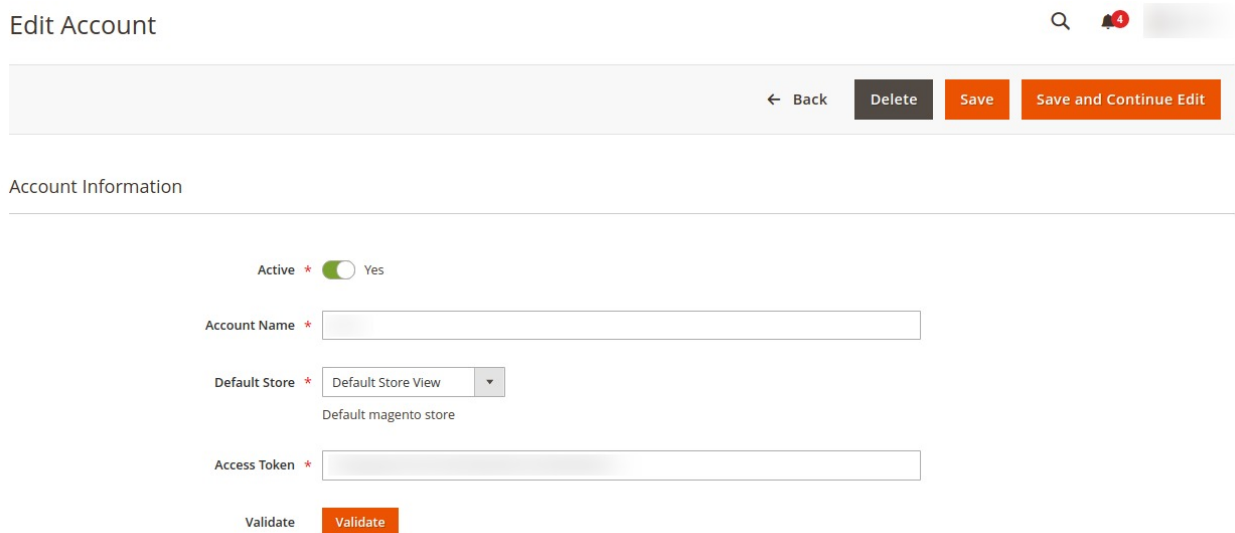 Edit Account
4
← Back Delete Save Save and Continue Edit
Account Information
Active * Yes
Account Name *
Default Store * Default Store View
Default magento store
Access Token *
Validate Validate